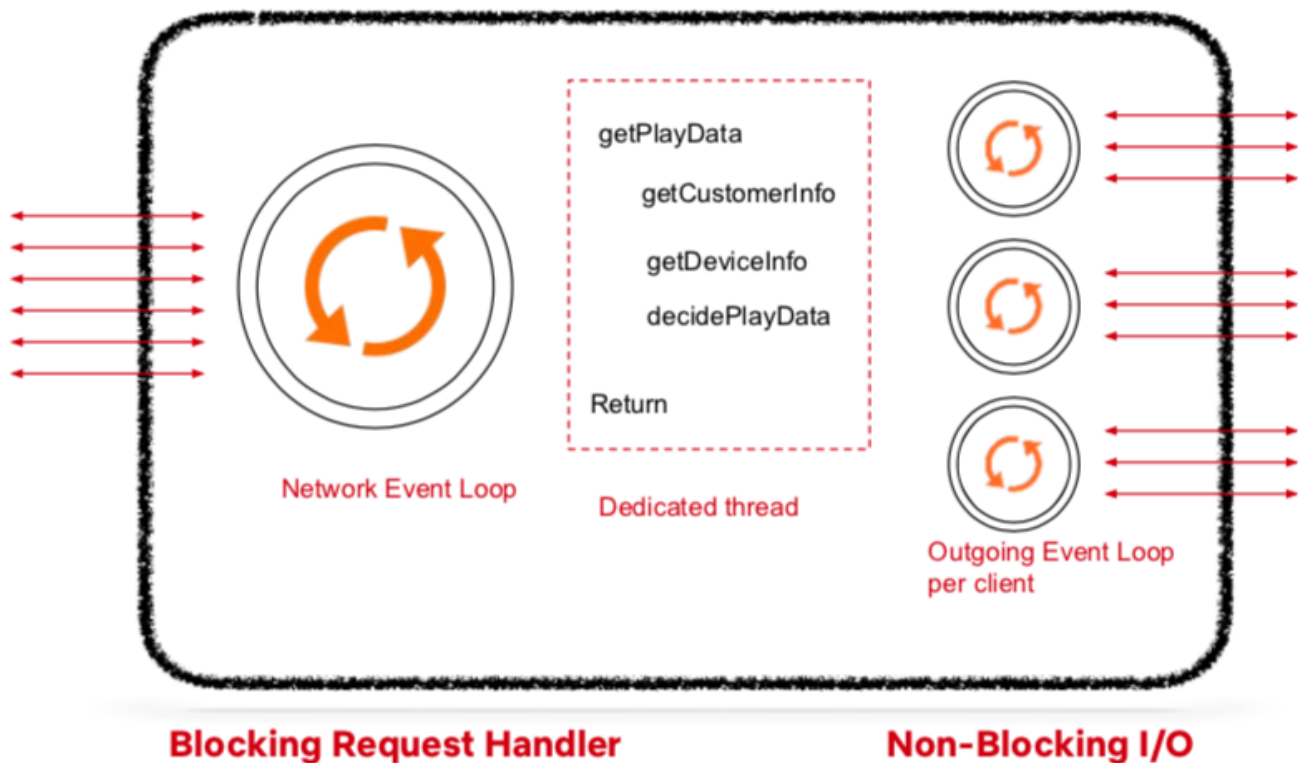 getPlayData
getCustomerInfo
getDeviceInfo
decidePlayData
Return
Network Event Loop
Dedicated thread
Outgoing Event Loop
per client
Blocking Request Handler
Non-Blocking I/O